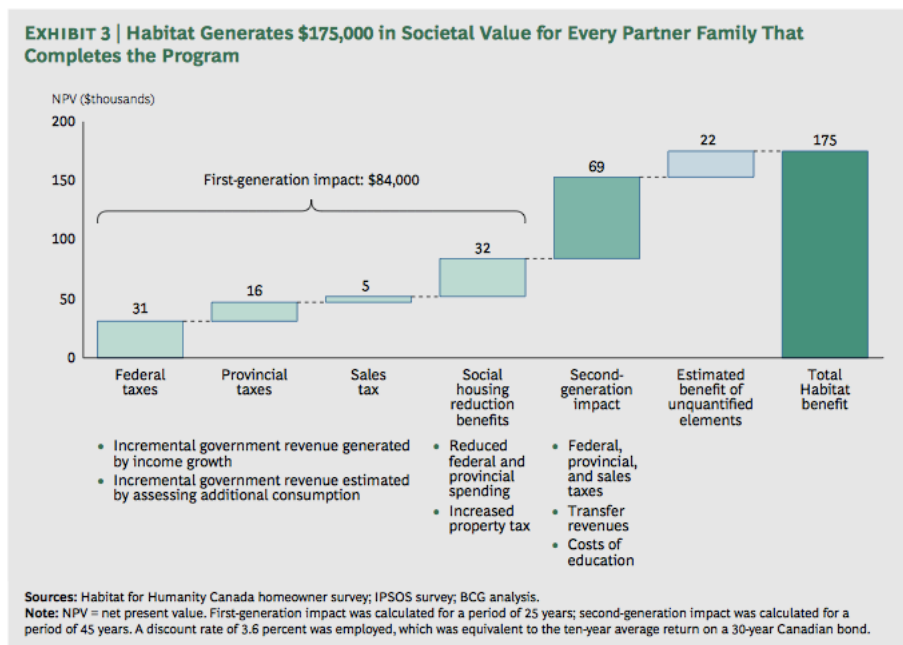 EXHIBIT 3 | Habitat Generates $175,000 in Societal Value for Every Partner Family That
Completes the Program
NPV ($thousands)
200
150
100
50
0
First-generation impact: $84,000
31
16
5
32
69
22
175
Federal
taxes
Provincial
taxes
Sales
tax
Social
housing
reduction
benefits
Second-
generation
impact
Estimated
benefit of
unquantified
elements
Total
Habitat
benefit
• Incremental government revenue generated
by income growth
• Incremental government revenue estimated
by assessing additional consumption
• Reduced
federal and
provincial
spending
• Increased
property tax
• Federal,
provincial,
and sales
taxes
• Transfer
revenues
• Costs of
education
Sources: Habitat for Humanity Canada homeowner survey; IPSOS survey; BCG analysis.
Note: NPV = net present value. First-generation impact was calculated for a period of 25 years; second-generation impact was calculated for a
period of 45 years. A discount rate of 3.6 percent was employed, which was equivalent to the ten-year average return on a 30-year Canadian bond.